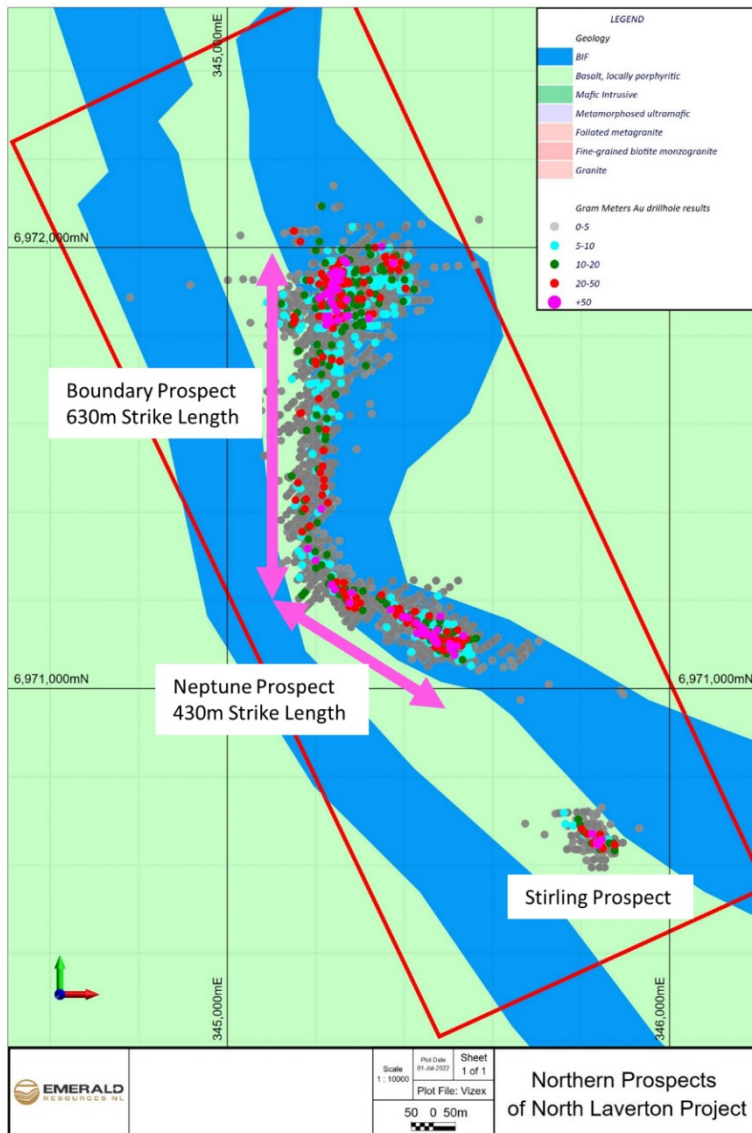 345,000mE
LEGEND
Geology
BIF
Basalt, locally porphyritic
Mafic Intrusive
Metamorphosed ultramafic
Foliated metagranite
Fine-grained biotite monzogranite
Granite
Gram Meters Au drillhole results
0-5
5-10
10-20
20-50
+50
6,972,000mN
Boundary Prospect
630m Strike Length
Neptune Prospect
430m Strike Length
6,971,000mN
6,971,000mN
Stirling Prospect
345,000mE
346,000mE
EMERALD
RESOURCES NL
Scale
1 : 10000
Plot Date
01-Jul-2022
Sheet
1 of 1
Plot File: Vizex
50 0 50m
Northern Prospects
of North Laverton Project